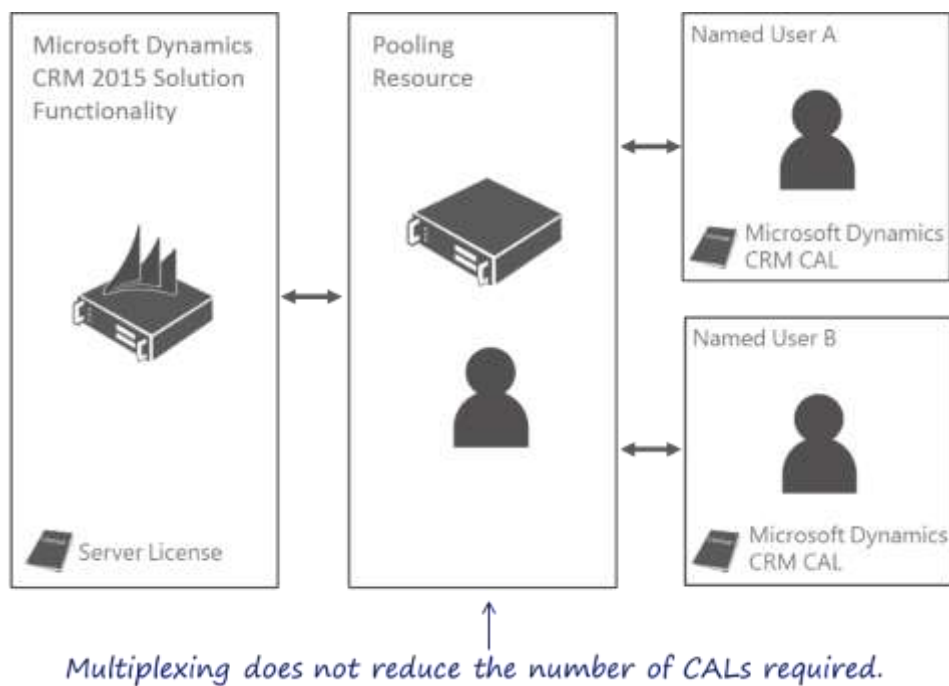 Microsoft Dynamics
CRM 2015 Solution
Functionality
Server License
Pooling
Resource
Named User A
Microsoft Dynamics
CRM CAL
Named User B
Microsoft Dynamics
CRM CAL
Multiplexing does not reduce the number of CALs required.